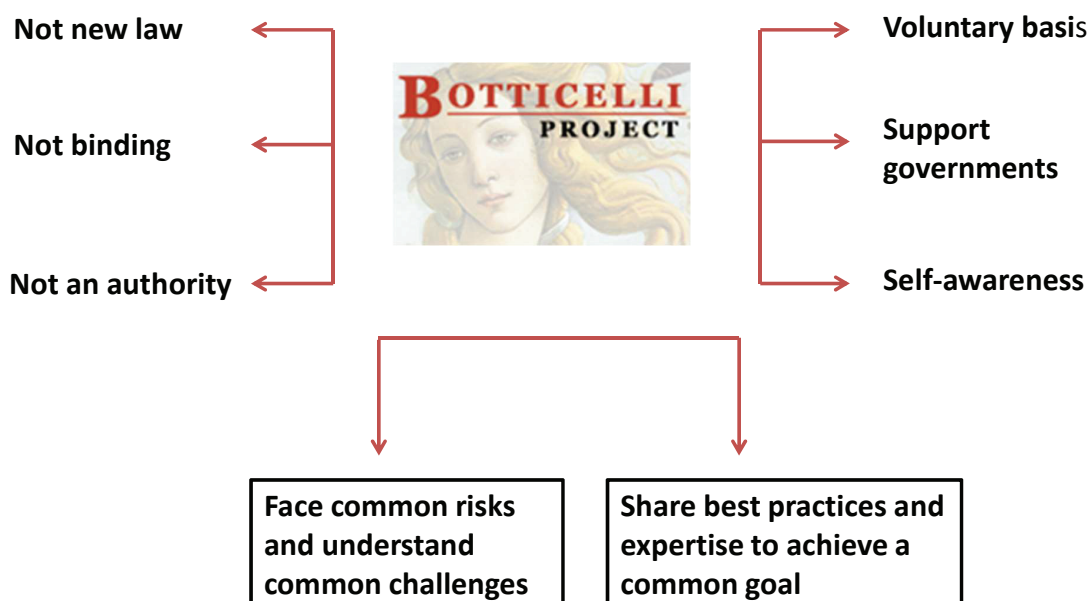 Not new law
Not binding
Not an authority
BOTTICELLI
PROJECT
Voluntary basis
Support
governments
Self-awareness
Face common risks
and understand
common challenges
Share best practices and
expertise to achieve a
common goal